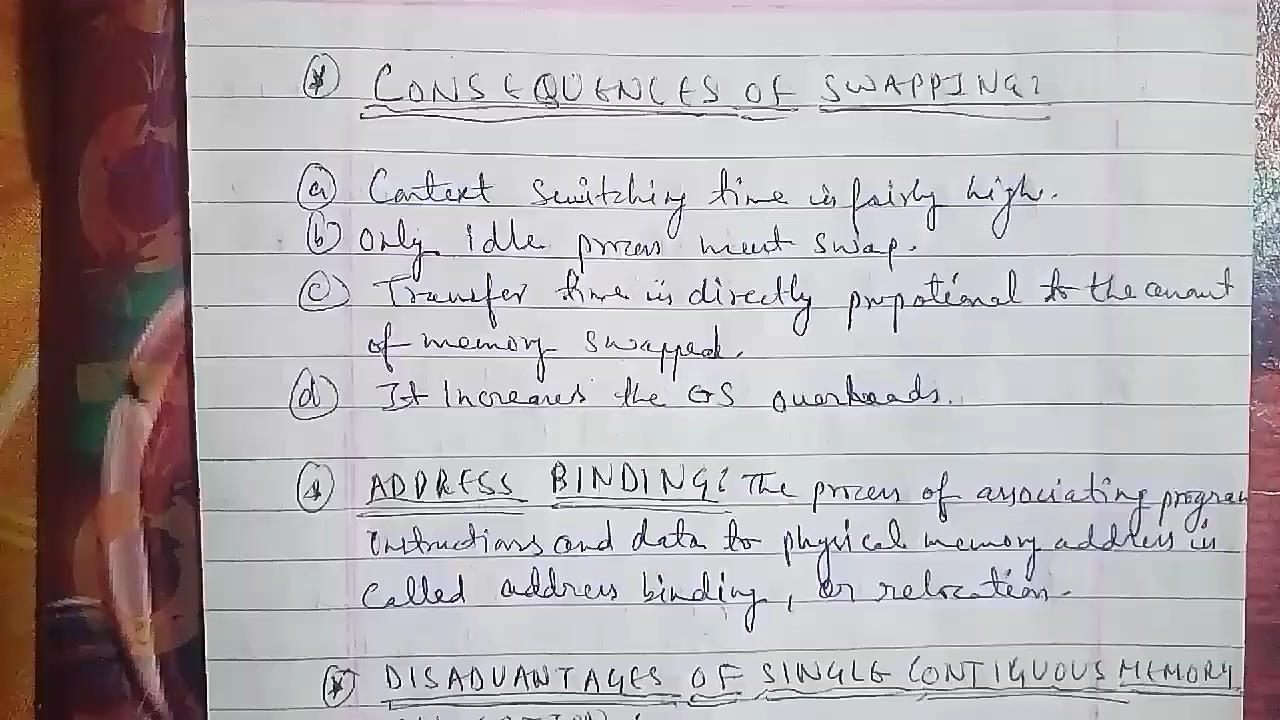 CONSEQUENCES OF SWAPPING:
(a) Context switching time is fairly high.
(b) Only idle process must swap.
(c) Transfer time is directly propotional to the amount
of memory swapped.
(d) It increases the OS overheads.
ADDRESS BINDING: The process of associating program
instructions and data to physical memory address is
called address binding, or relocation.
DISADVANTAGES OF SINGLE CONTIGUOUS MEMORY